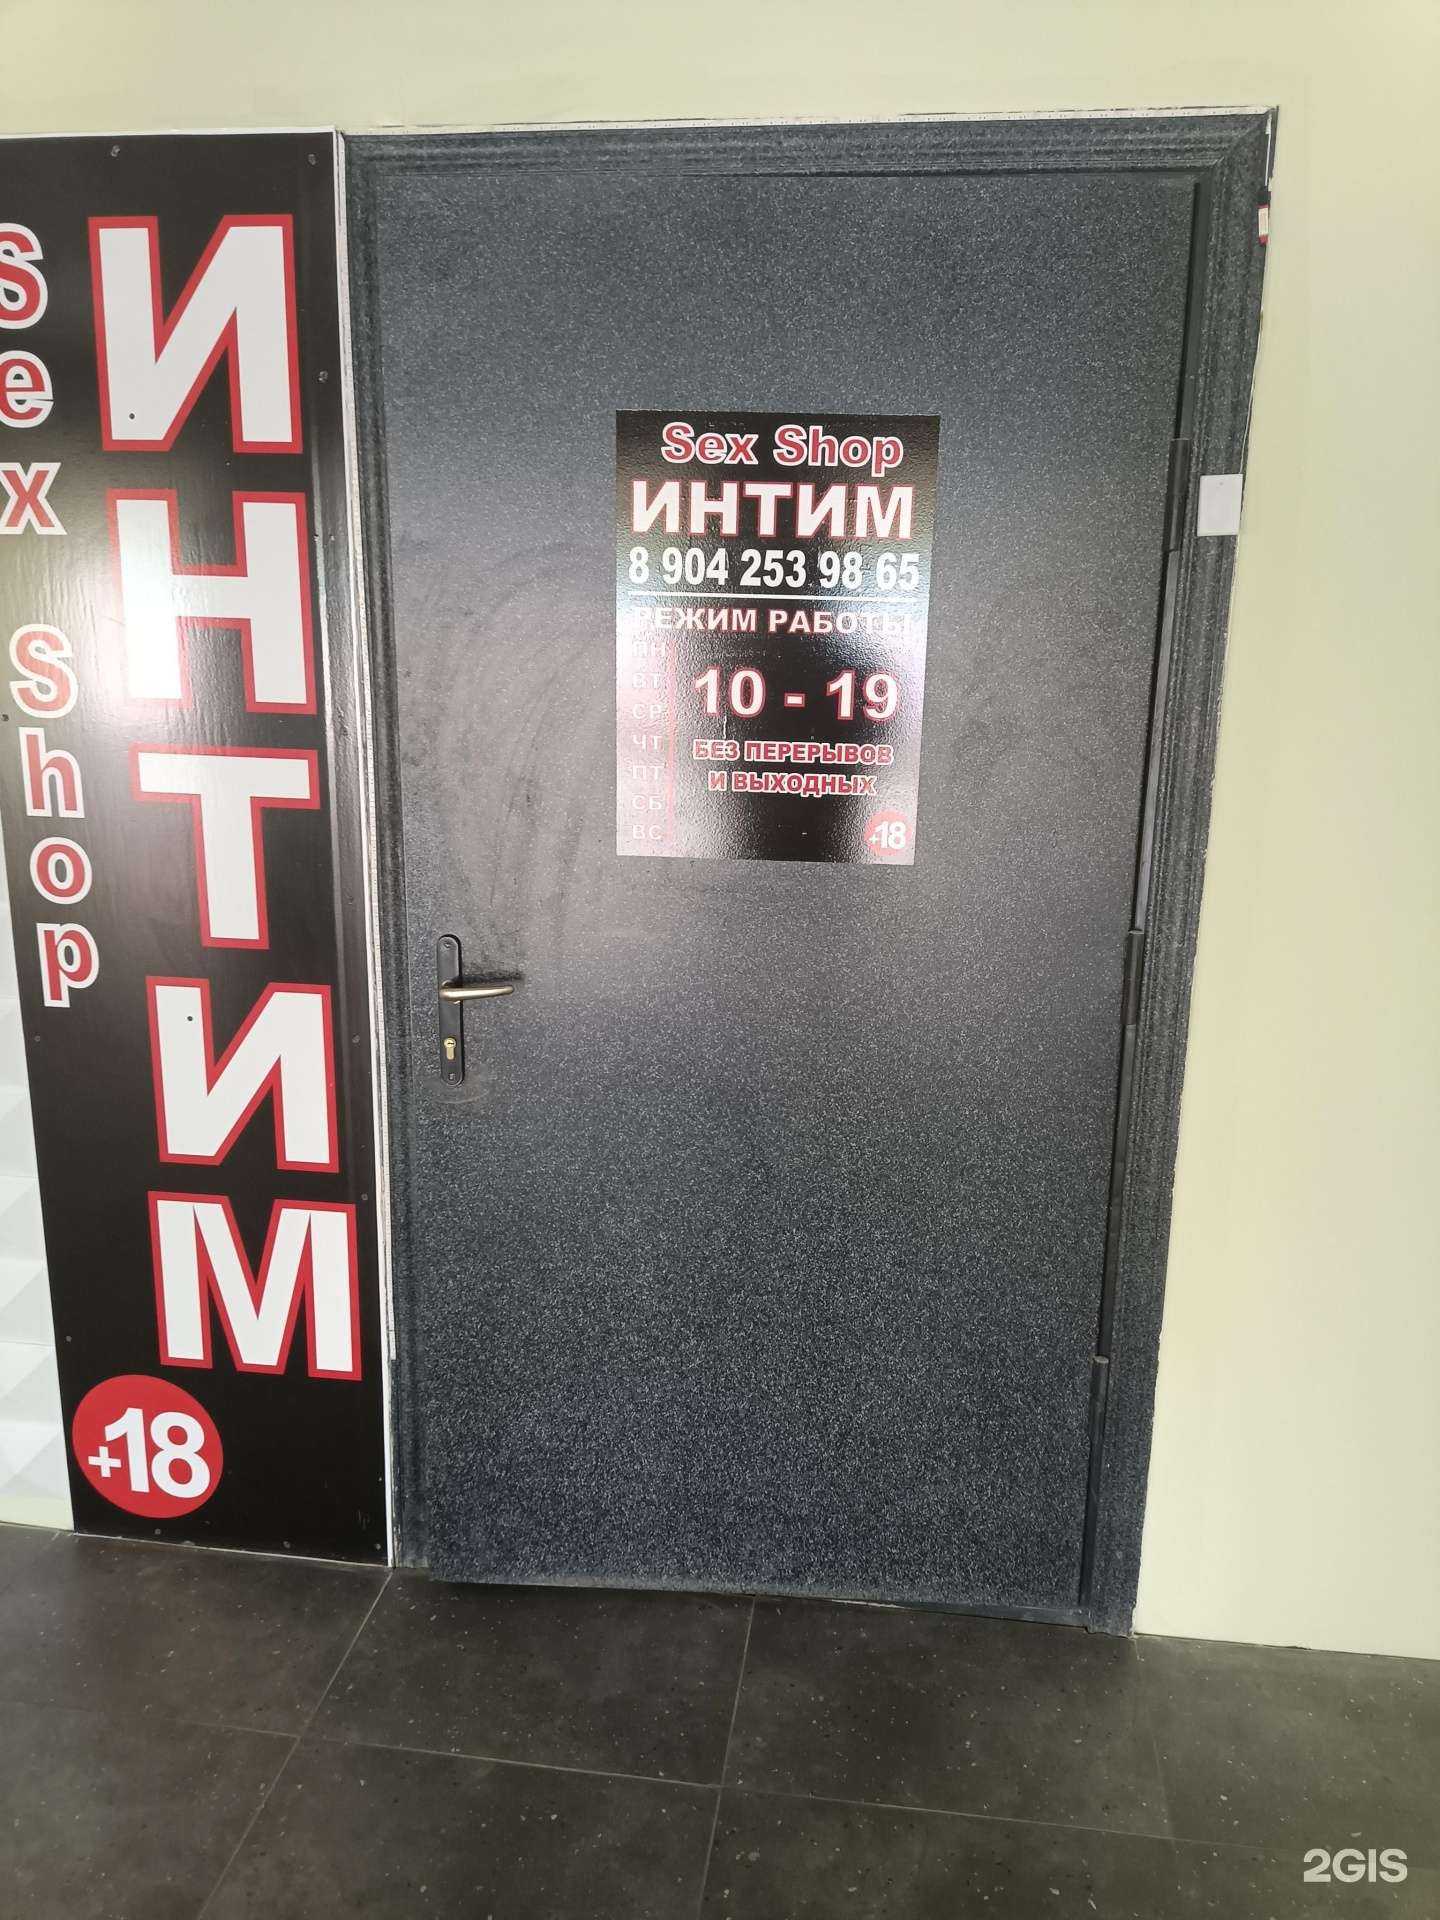 Sex Shop
ИНТИМ
+18
Sex Shop
ИНТИМ
8 904 253 98 65
РЕЖИМ РАБОТЫ
ПН
ВТ
СР
ЧТ
ПТ
СБ
ВС
10 - 19
БЕЗ ПЕРЕРЫВОВ
И ВЫХОДНЫХ
+18
2GIS